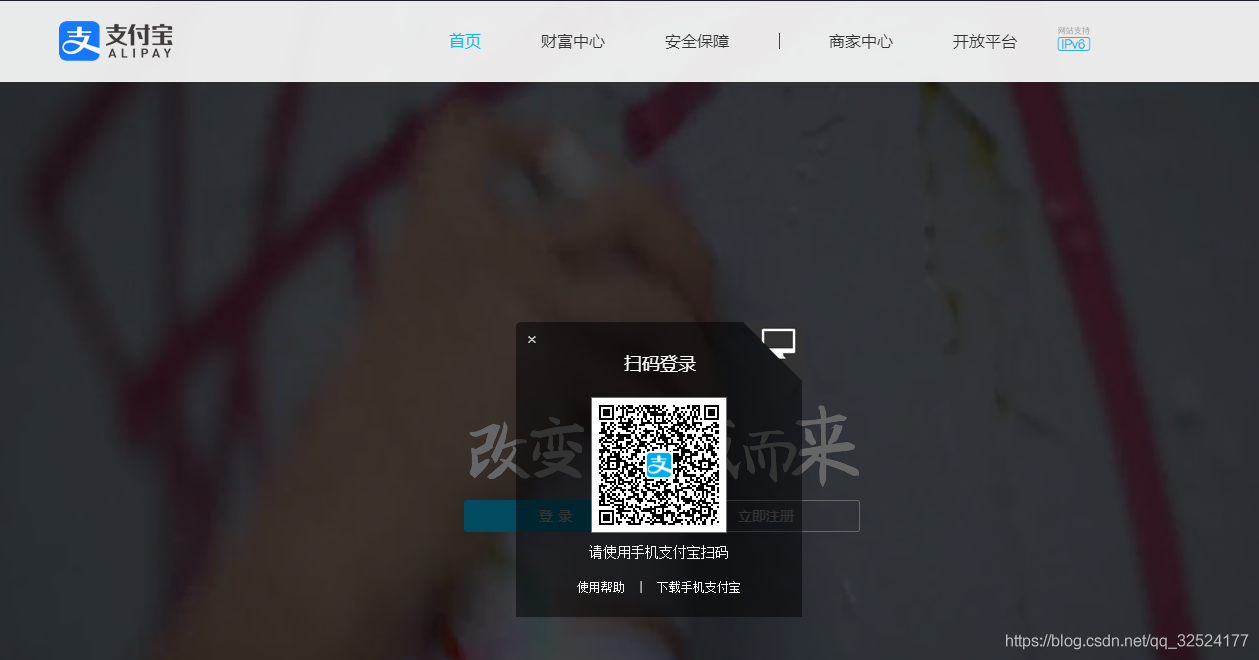 支付宝
ALIPAY
首页 财富中心 安全保障 | 商家中心 开放平台
网站支持
IPv6
×
扫码登录
改变 而来
支
登 录 立即注册
请使用手机支付宝扫码
使用帮助 | 下载手机支付宝
https://blog.csdn.net/qq_32524177